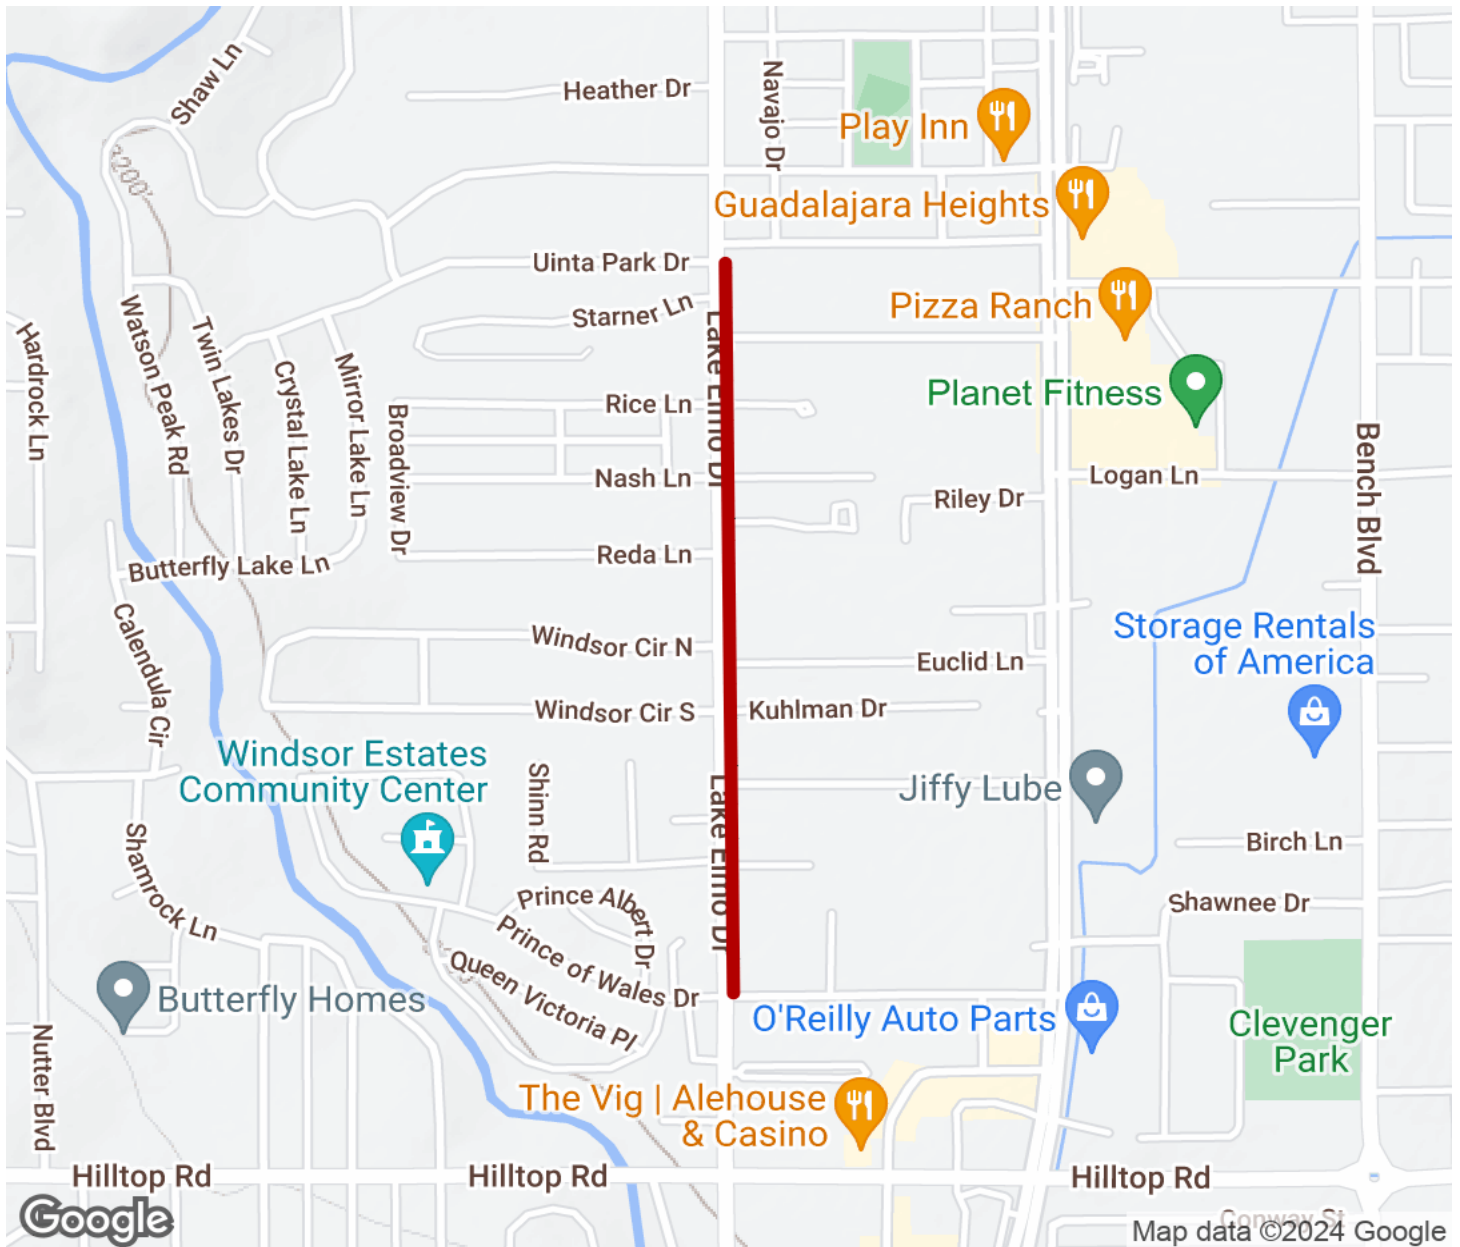 Shaw Ln
Heather Dr
Navajo Dr
Play Inn
Guadalajara Heights
Uinta Park Dr
Starner Ln
Pizza Ranch
Lake Elmo Dr
Hardrock Ln
Watson Peak Rd
Twin Lakes Dr
Crystal Lake Ln
Mirror Lake Ln
Broadview Dr
Rice Ln
Planet Fitness
Nash Ln
Logan Ln
Riley Dr
Bench Blvd
Reda Ln
Butterfly Lake Ln
Calendula Cir
Windsor Cir N
Euclid Ln
Storage Rentals
of America
Windsor Cir S
Kuhlman Dr
Windsor Estates
Community Center
Shinn Rd
Lake Elmo Dr
Jiffy Lube
Birch Ln
Shamrock Ln
Prince Albert Dr
Shawnee Dr
Prince of Wales Dr
Queen Victoria Pl
Butterfly Homes
O'Reilly Auto Parts
Clevenger
Park
Nutter Blvd
The Vig | Alehouse
& Casino
Hilltop Rd
Hilltop Rd
Hilltop Rd
Conway St
Google
Map data ©2024 Google